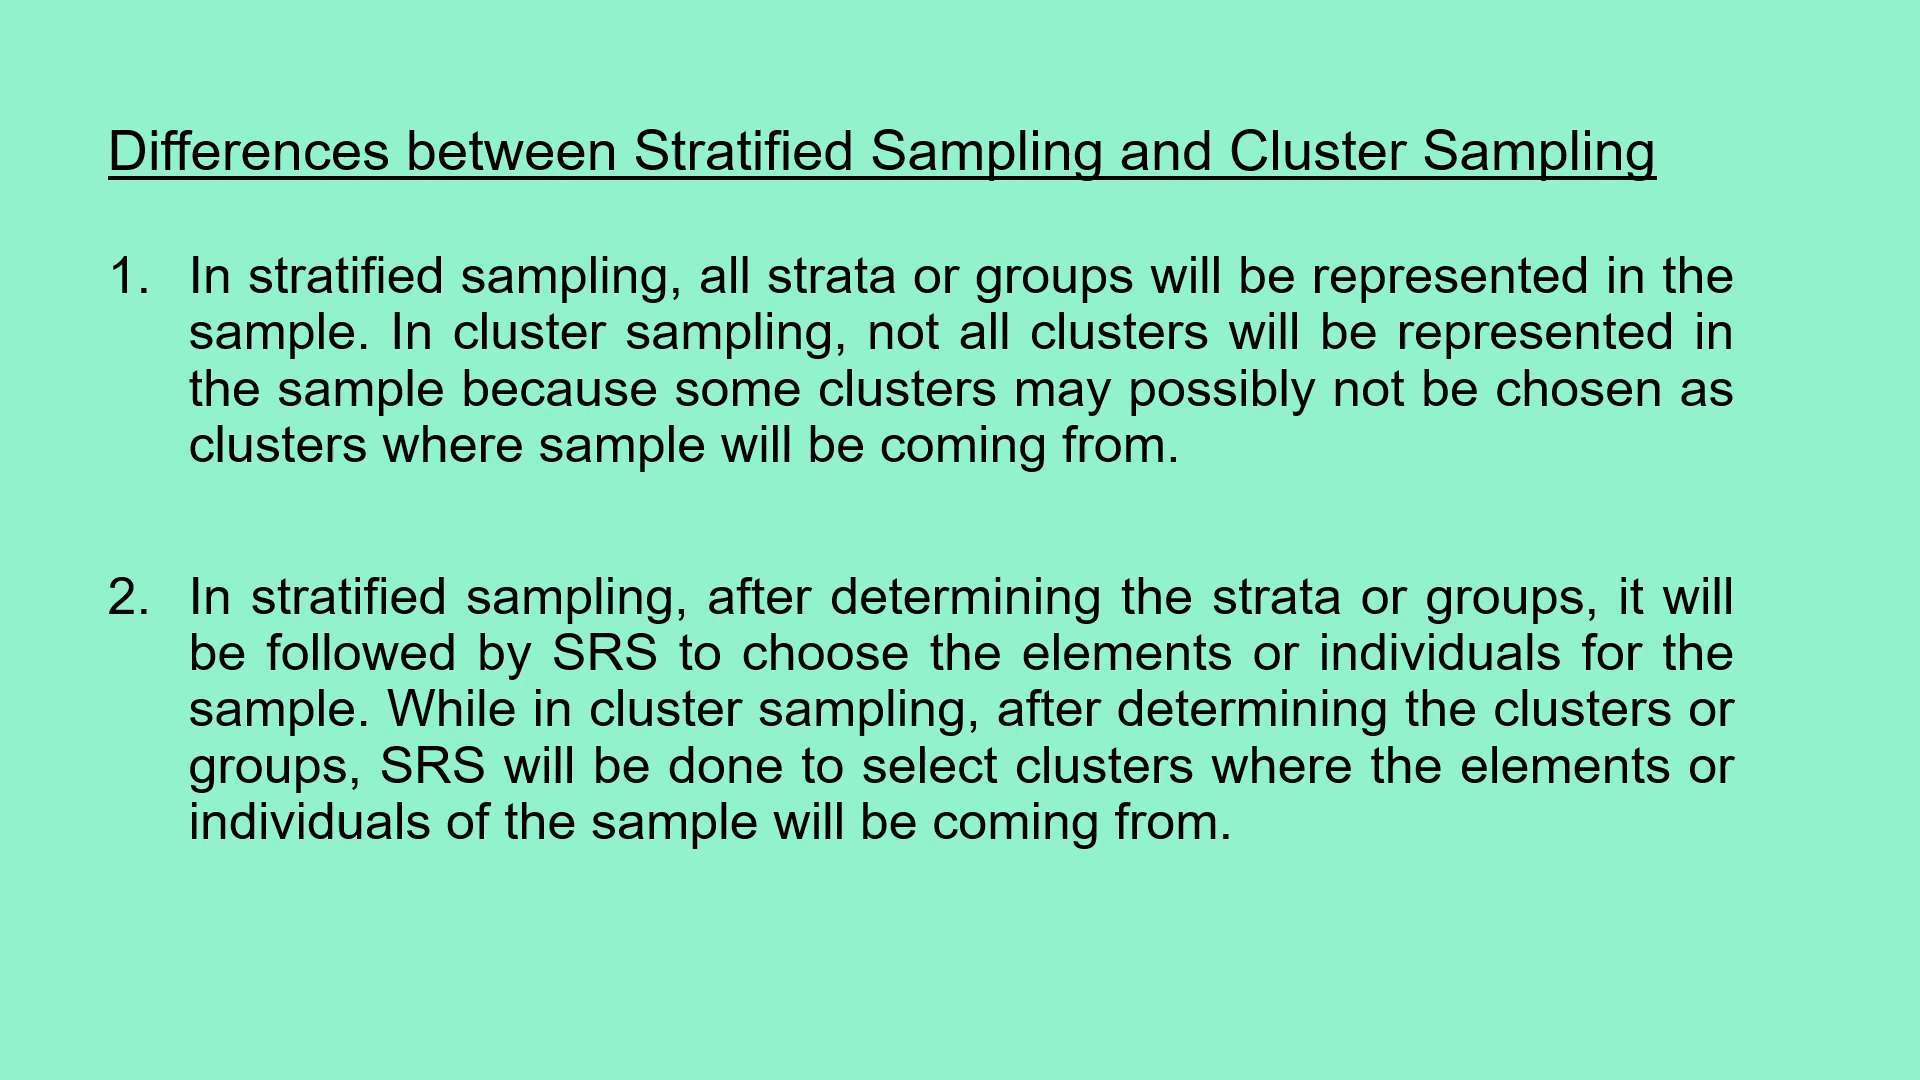 Differences between Stratified Sampling and Cluster Sampling
1. In stratified sampling, all strata or groups will be represented in the
sample. In cluster sampling, not all clusters will be represented in
the sample because some clusters may possibly not be chosen as
clusters where sample will be coming from.
2. In stratified sampling, after determining the strata or groups, it will
be followed by SRS to choose the elements or individuals for the
sample. While in cluster sampling, after determining the clusters or
groups, SRS will be done to select clusters where the elements or
individuals of the sample will be coming from.